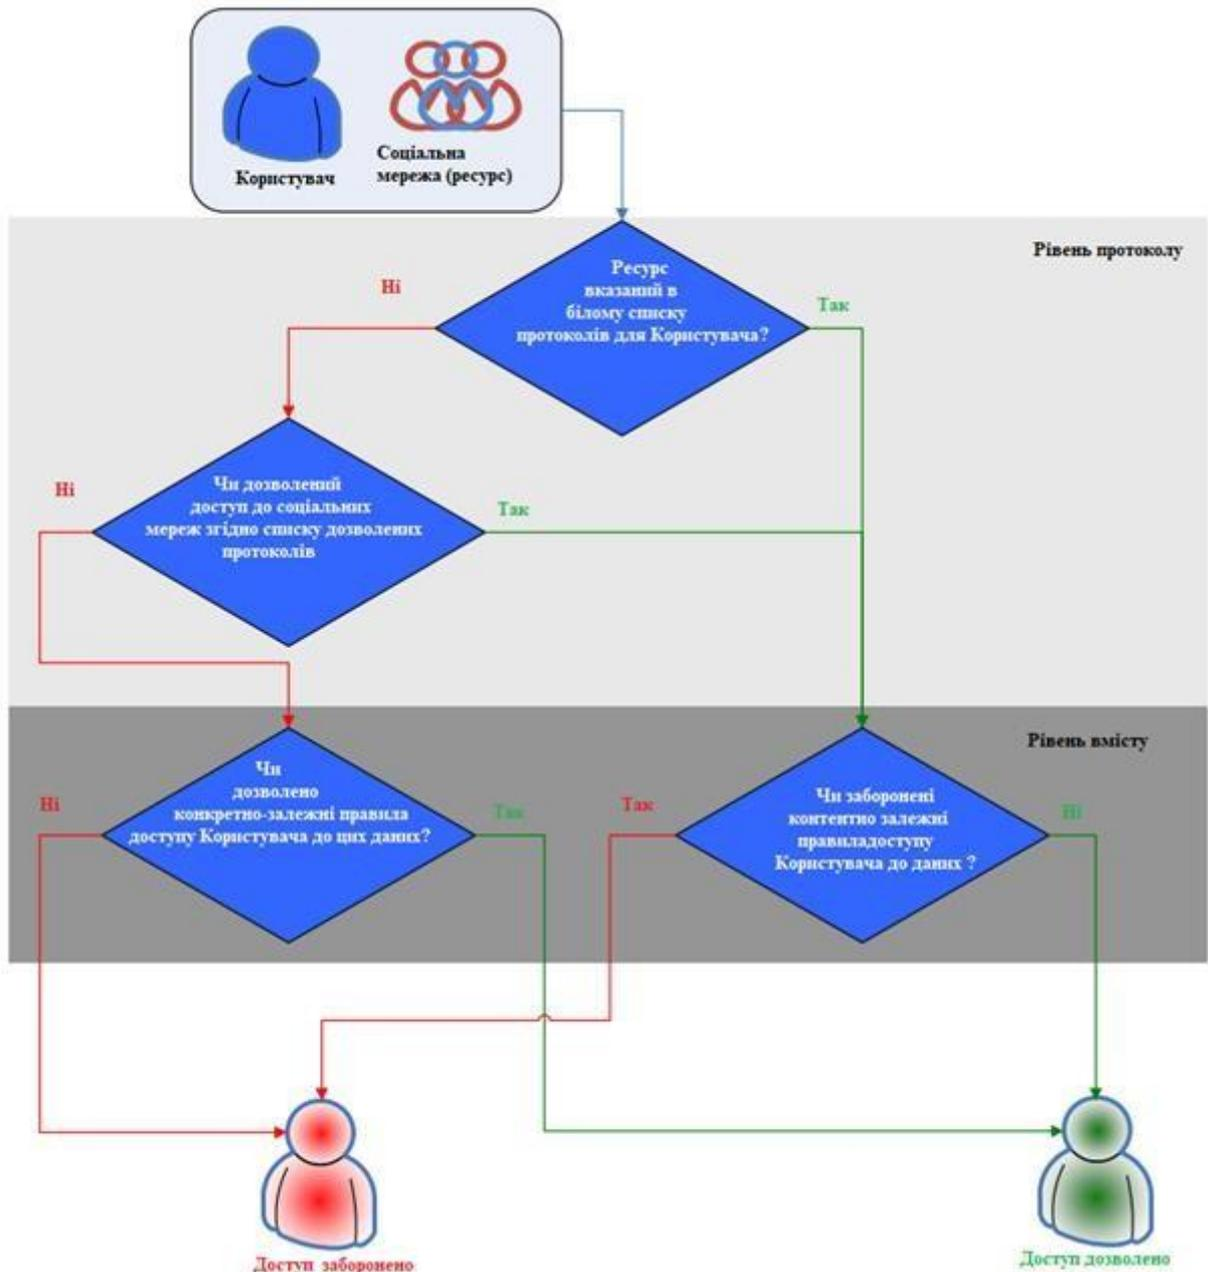 Користувач
Соціальна
мережа (ресурс)
Рівень протоколу
Ресурс
вказаний в
білому списку
протоколів для Користувача?
Ні
Так
Чи дозволений
доступ до соціальних
мереж згідно списку дозволених
протоколів
Ні
Так
Рівень вмісту
Чи
дозволено
конкретно-залежні правила
доступу Користувача до цих даних?
Ні
Так
Чи заборонені
контентно залежні
правиладоступу
Користувача до даних ?
Так
Ні
Доступ заборонено
Доступ дозволено